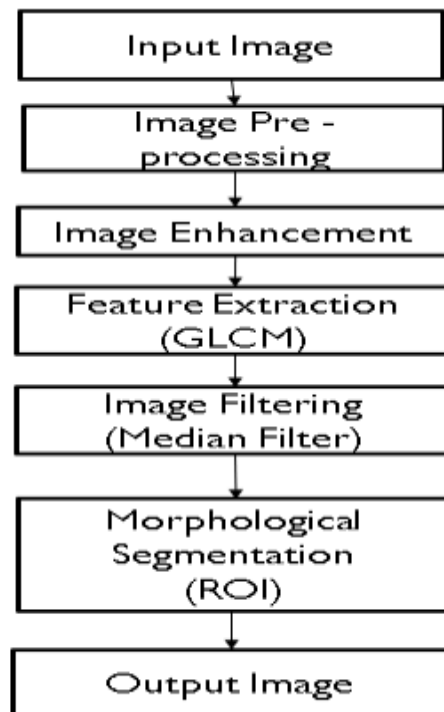 Input Image
Image Pre -
processing
Image Enhancement
Feature Extraction
(GLCM)
Image Filtering
(Median Filter)
Morphological
Segmentation
(ROI)
Output Image